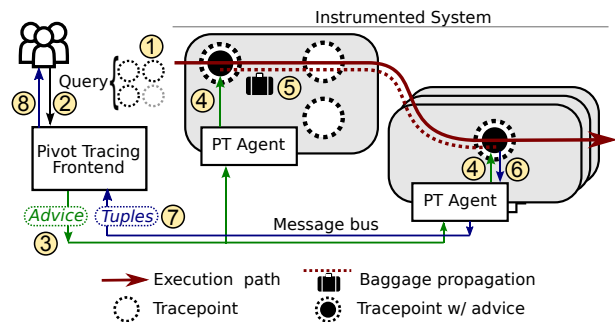 Instrumented System
1
Query
5
8
2
4
PT Agent
Pivot Tracing
Frontend
4
6
PT Agent
Advice
Tuples
7
3
Message bus
Execution path
Baggage propagation
Tracepoint
Tracepoint w/ advice